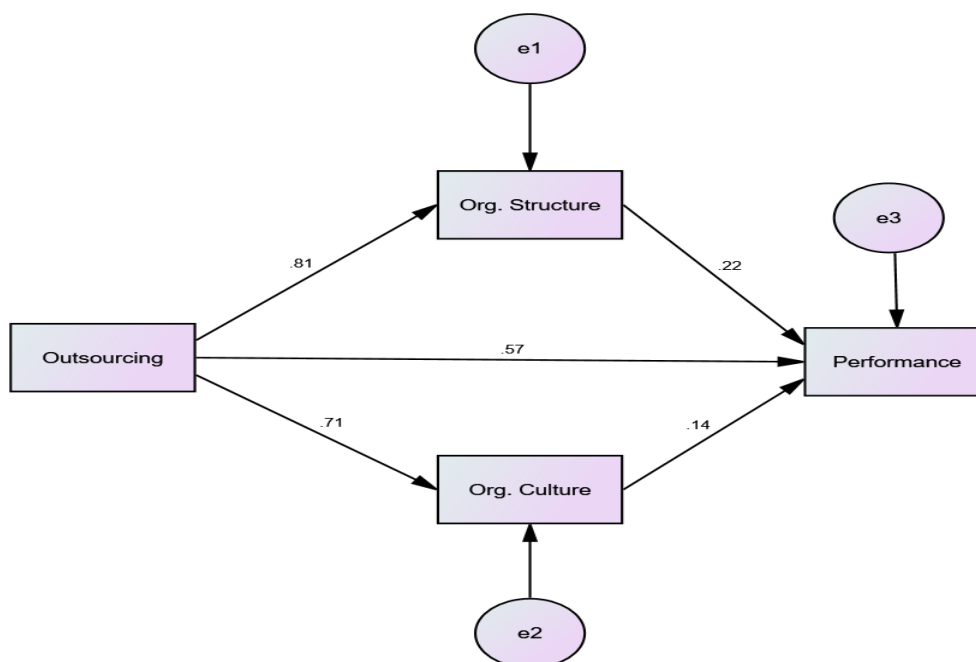 e1
Org. Structure
e3
.81
.22
Outsourcing
.57
Performance
.71
.14
Org. Culture
e2